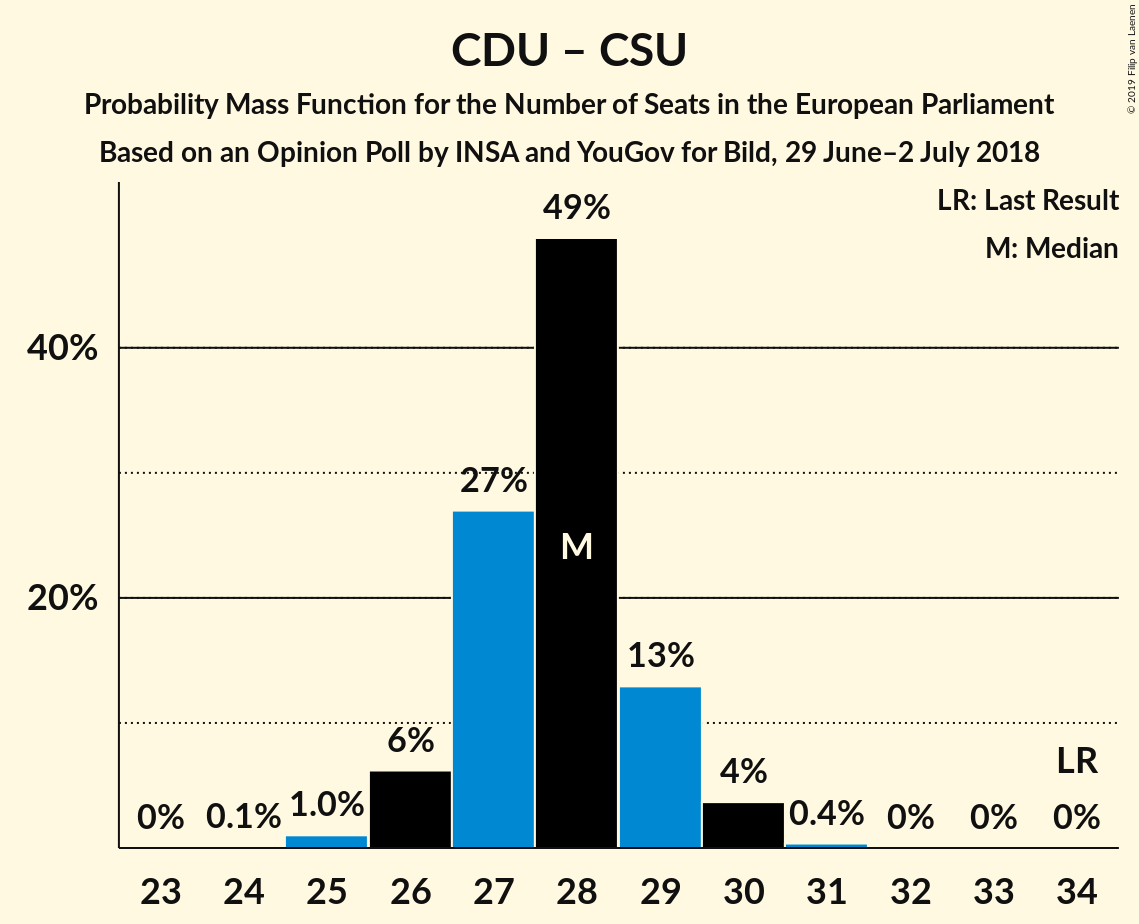 CDU – CSU
Probability Mass Function for the Number of Seats in the European Parliament
Based on an Opinion Poll by INSA and YouGov for Bild, 29 June–2 July 2018
© 2019 Filip van Laenen
LR: Last Result
M: Median
40%
20%
0%
0.1%
1.0%
6%
27%
49%
M
13%
4%
0.4%
0%
0%
LR
0%
23 24 25 26 27 28 29 30 31 32 33 34